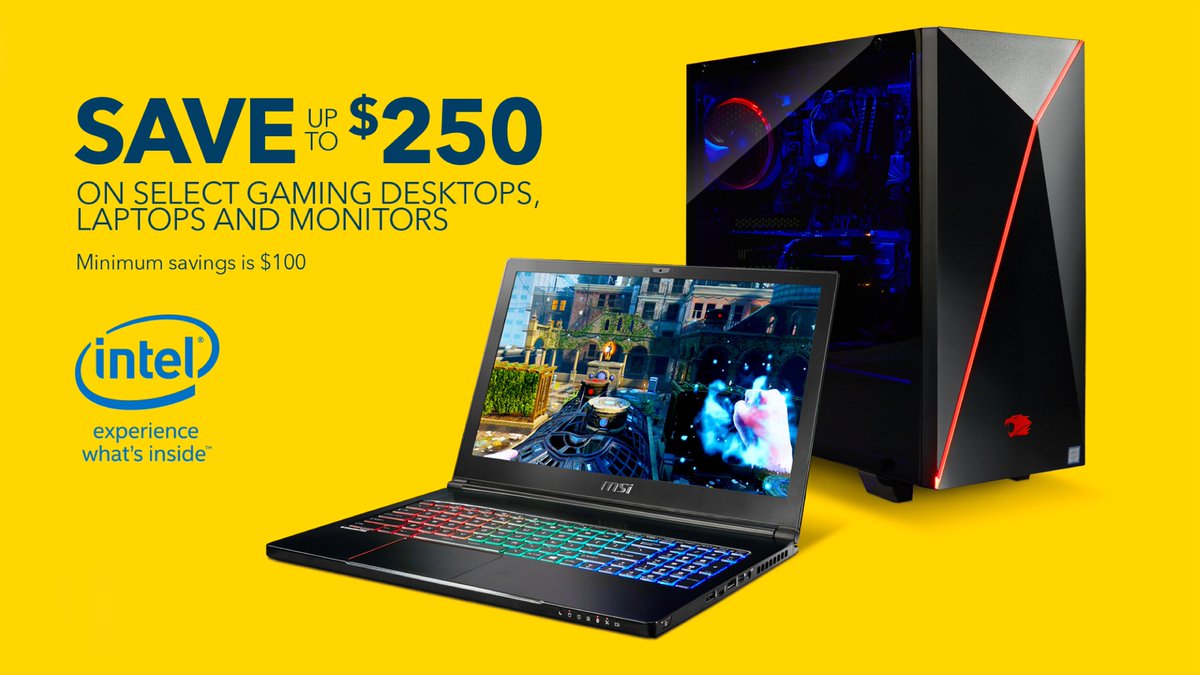 SAVE UP TO $250
ON SELECT GAMING DESKTOPS,
LAPTOPS AND MONITORS
Minimum savings is $100
intel®
experience
what's inside™
msi